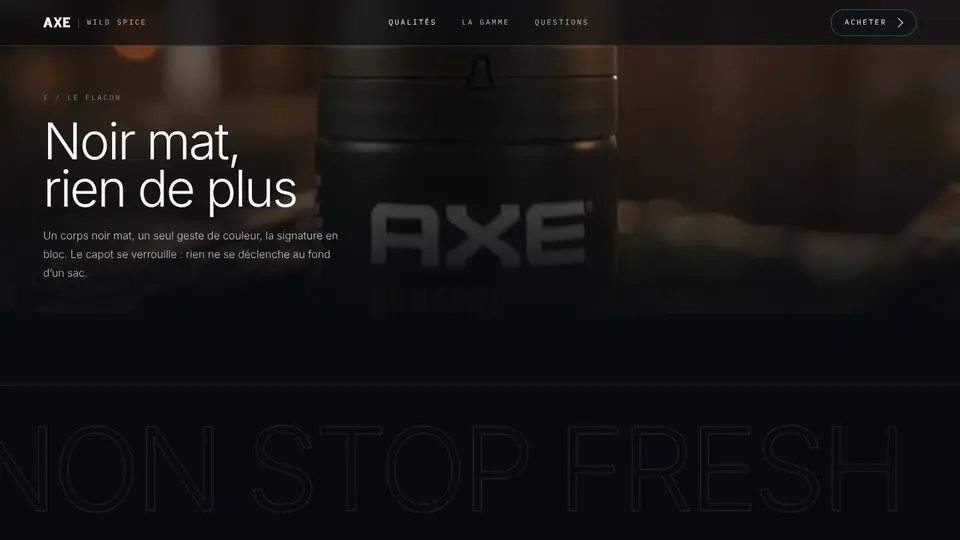 AXE | WILD SPICE
QUALITÉS
LA GAMME
QUESTIONS
ACHETER
I / LE FLACON
Noir mat,
rien de plus
Un corps noir mat, un seul geste de couleur, la signature en
bloc. Le capot se verrouille : rien ne se déclenche au fond
d’un sac.
AXE
NON STOP FRESH